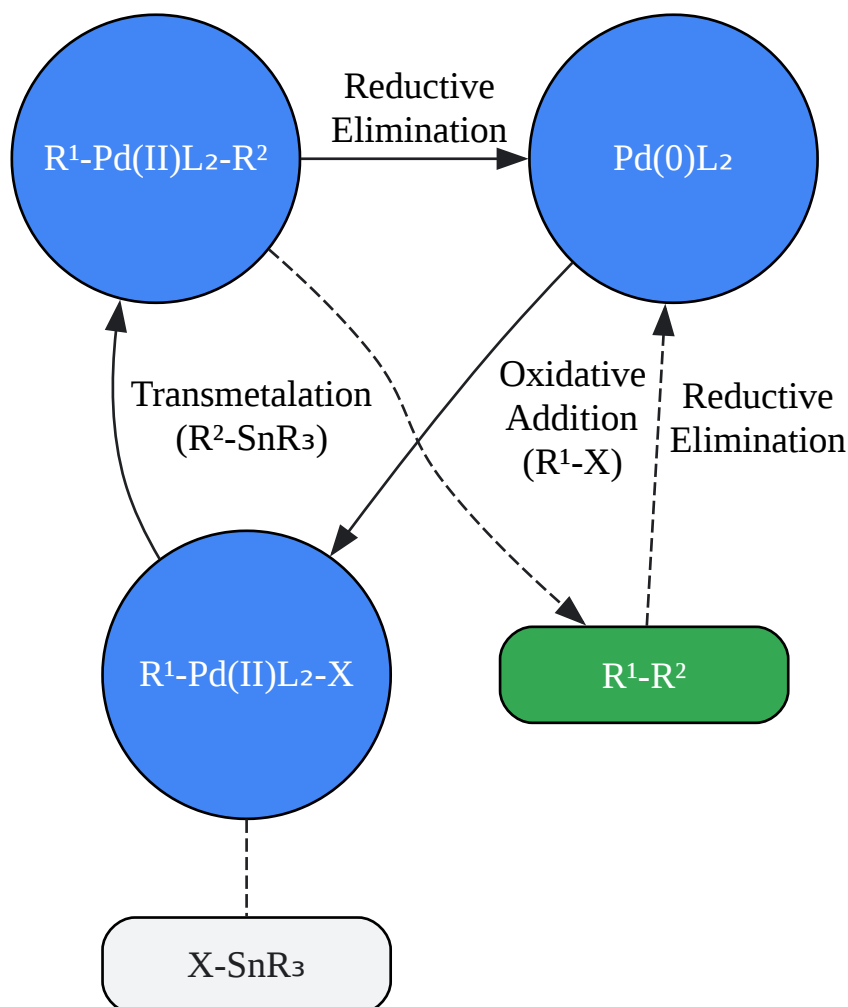 Reductive
Elimination
R¹-Pd(II)L₂-R²
Pd(0)L₂
Transmetalation
(R²-SnR₃)
Oxidative
Addition
(R¹-X)
Reductive
Elimination
R¹-Pd(II)L₂-X
R¹-R²
X-SnR₃